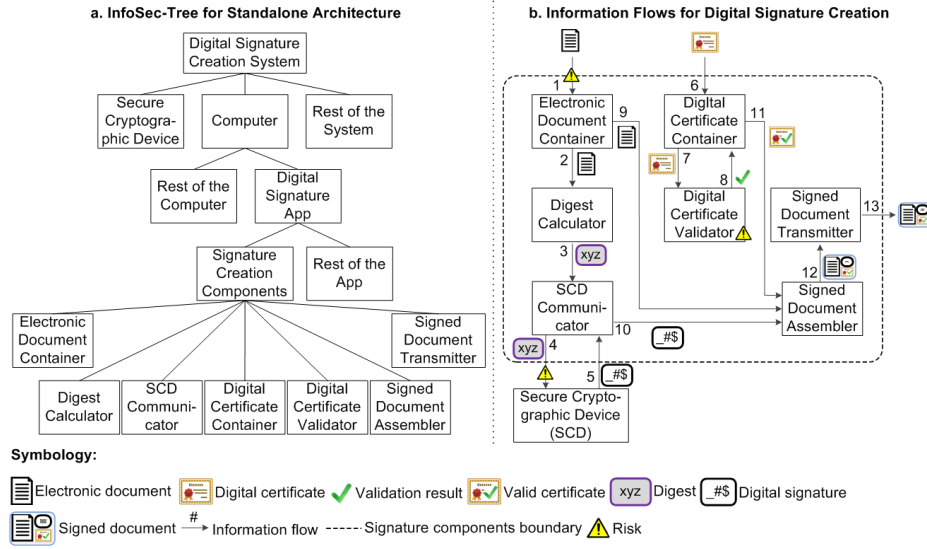 a. InfoSec-Tree for Standalone Architecture
Digital Signature
Creation System
Secure
Cryptogra-
phic Device
Computer
Rest of the
System
Rest of the
Computer
Digital
Signature
App
Signature
Creation
Components
Rest of the
App
Electronic
Document
Container
Signed
Document
Transmitter
Digest
Calculator
SCD
Communi-
cator
Digital
Certificate
Container
Digital
Certificate
Validator
Signed
Document
Assembler
b. Information Flows for Digital Signature Creation
1
Electronic
Document
Container
9
6
Digltal
Certificate
Container
11
2
7
8
Digest
Calculator
Digital
Certificate
Validator
Signed
Document
Transmitter
13
3
xyz
12
SCD
Communi-
cator
10
_#$
Signed
Document
Assembler
xyz
4
5
_#$
Secure Crypto-
graphic Device
(SCD)
Symbology:
Electronic document
Digital certificate
Validation result
Valid certificate
xyz
Digest
_#$
Digital signature
Signed document
#
Information flow
Signature components boundary
Risk